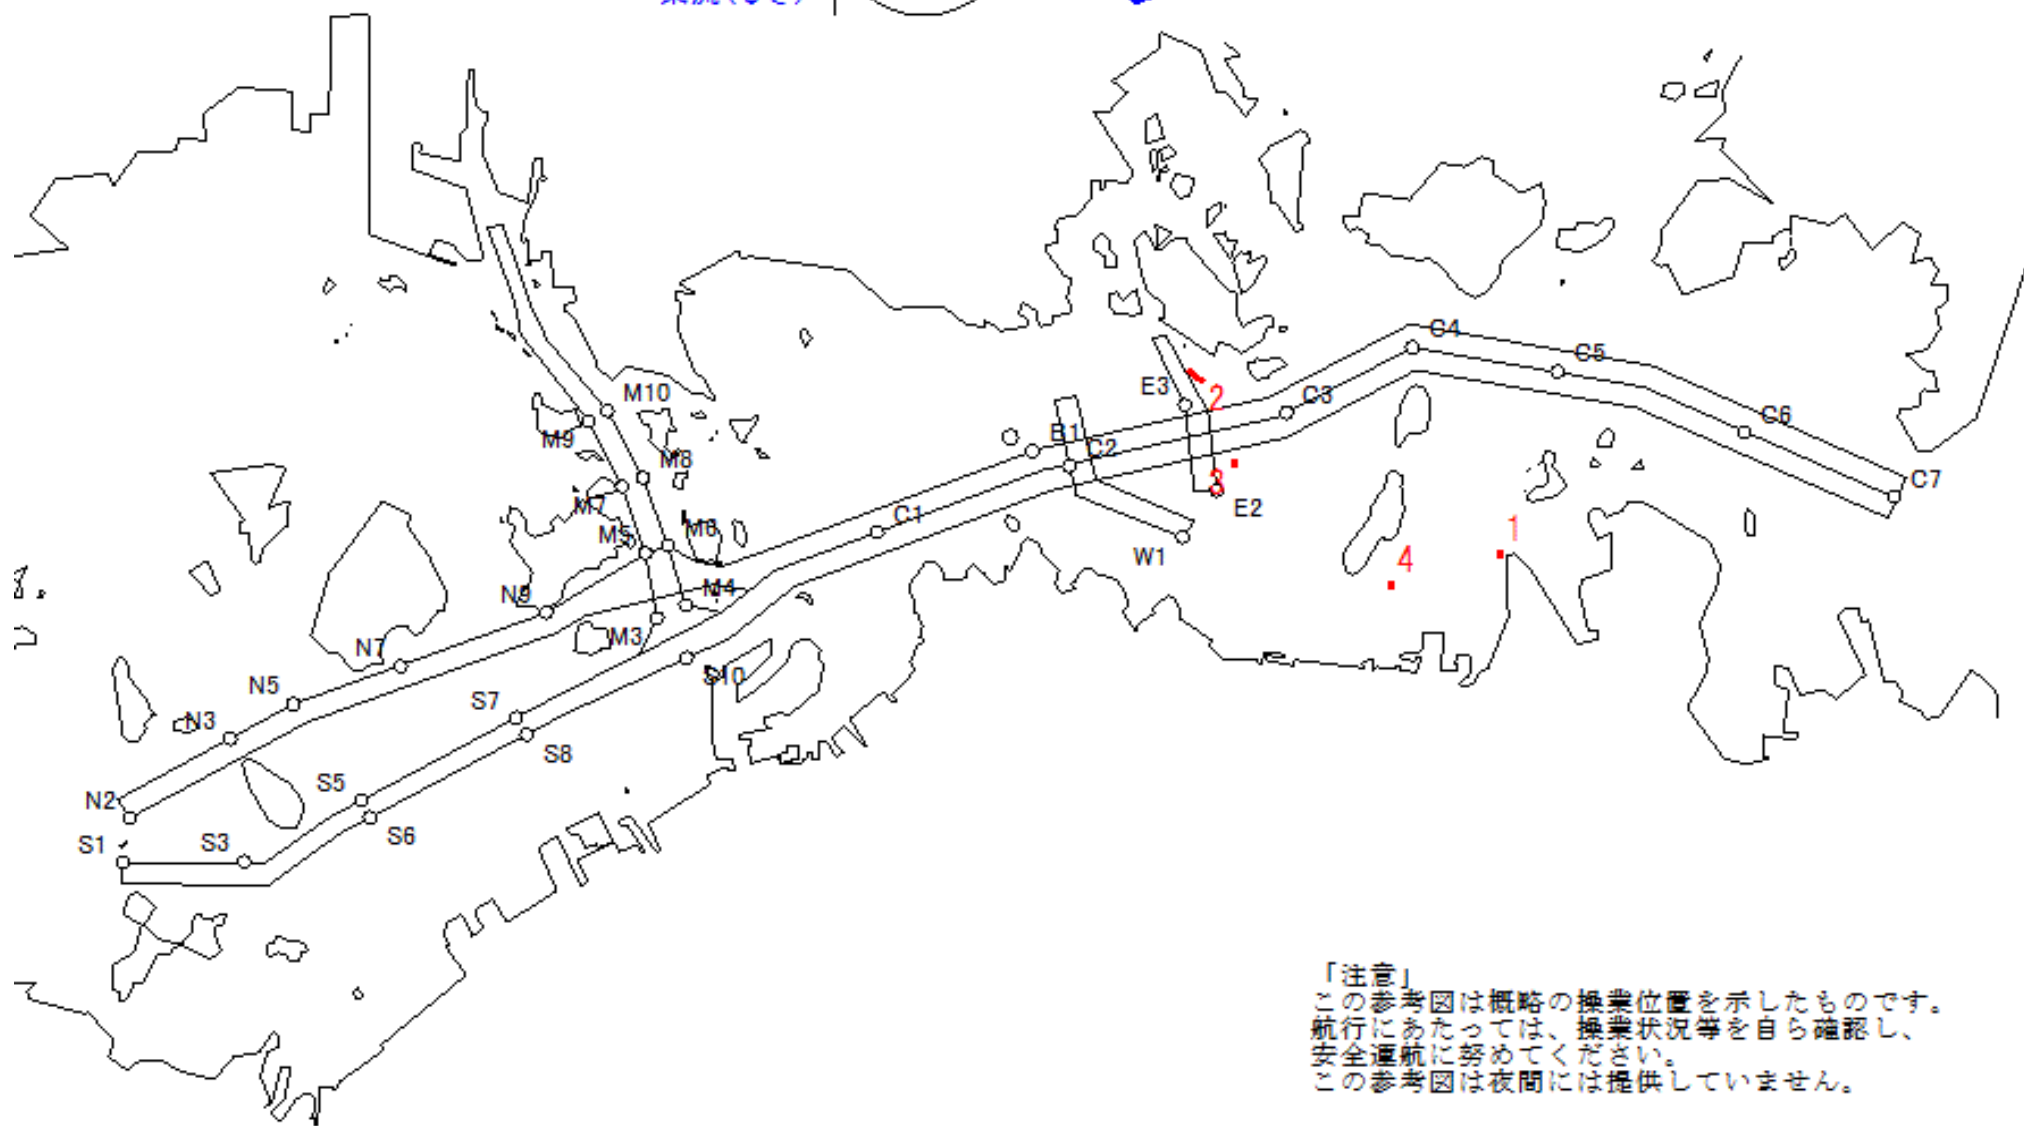 C4
C5
M10
E3
2
C3
C6
M9
B1
C2
M8
3
C7
M7
E2
C1
M5
M6
1
W1
4
N9
M4
M3
N7
S10
N5
S7
N3
S8
S5
N2
S6
S1
S3
「注意」
この参考図は概略の操業位置を示したものです。
航行にあたっては、操業状況等を自ら確認し、
安全運航に努めてください。
この参考図は夜間には提供していません。